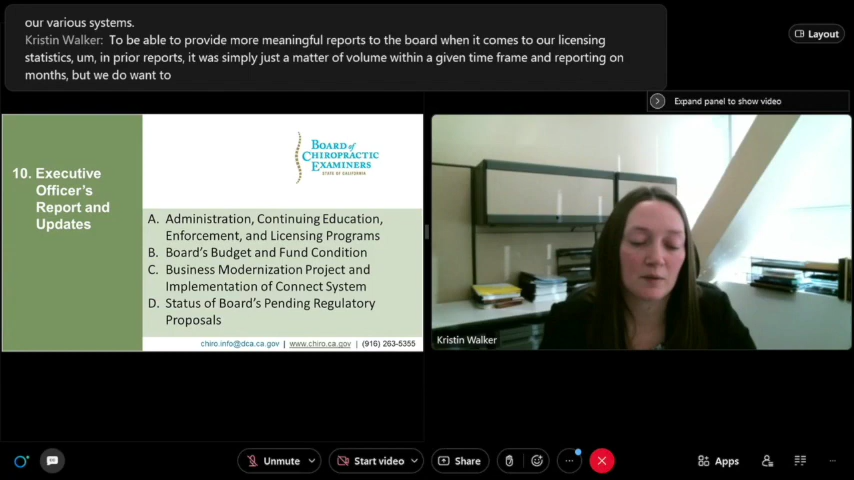 our various systems.
Kristin Walker: To be able to provide more meaningful reports to the board when it comes to our licensing
statistics, um, in prior reports, it was simply just a matter of volume within a given time frame and reporting on
months, but we do want to
Layout
Expand panel to show video
10. Executive
Officer's
Report and
Updates
BOARD of
CHIROPRACTIC
EXAMINERS
STATE OF CALIFORNIA
A. Administration, Continuing Education,
Enforcement, and Licensing Programs
B. Board's Budget and Fund Condition
C. Business Modernization Project and
Implementation of Connect System
D. Status of Board's Pending Regulatory
Proposals
chiro.info@dca.ca.gov | www.chiro.ca.gov | (916) 263-5355
Kristin Walker
Unmute
Start video
Share
Apps